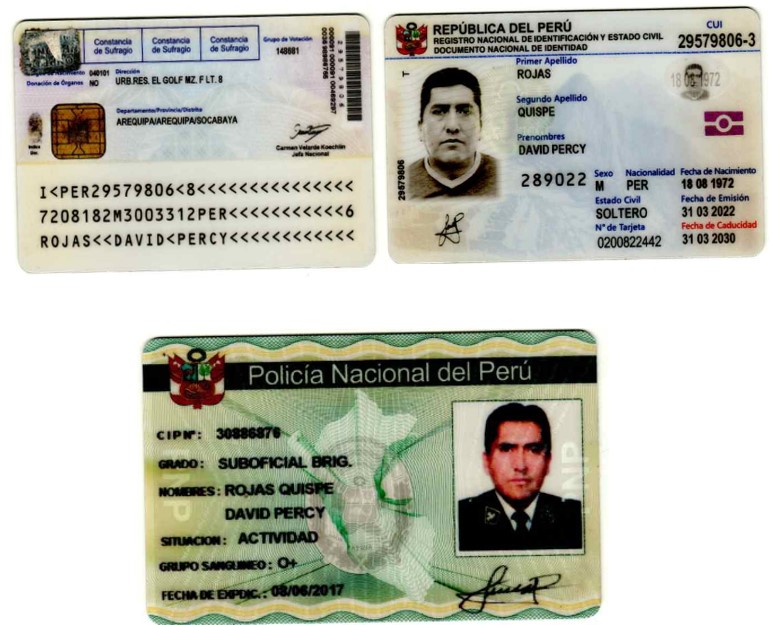 Constancia de Sufragio
Constancia de Sufragio
Constancia de Sufragio
Grupo de Votación
148881
040101
Dirección
Donación de Órganos NO
URB.RES. EL GOLF MZ. F LT. 8
Departamento/Provincia/Distrito
AREQUIPA/AREQUIPA/SOCABAYA
Carmen Velarde Koechlin
Jefa Nacional
I<PER29579806<8<<<<<<<<<<<<<<<
7208182M3003312PER<<<<<<<<<<<6
ROJAS<<DAVID<PERCY<<<<<<<<<<<<
REPÚBLICA DEL PERÚ
REGISTRO NACIONAL DE IDENTIFICACIÓN Y ESTADO CIVIL
DOCUMENTO NACIONAL DE IDENTIDAD
CUI
29579806-3
Primer Apellido
ROJAS
Segundo Apellido
QUISPE
Prenombres
DAVID PERCY
T
29579806
289022
Sexo Nacionalidad Fecha de Nacimiento
M PER 18 08 1972
Estado Civil Fecha de Emisión
SOLTERO 31 03 2022
N° de Tarjeta Fecha de Caducidad
0200822442 31 03 2030
Policía Nacional del Perú
CIP N°: 30886876
GRADO: SUBOFICIAL BRIG.
NOMBRES: ROJAS QUISPE
DAVID PERCY
SITUACION: ACTIVIDAD
GRUPO SANGUINEO: O+
FECHA DE EXPDIC.: 08/06/2017
PNP
PNP